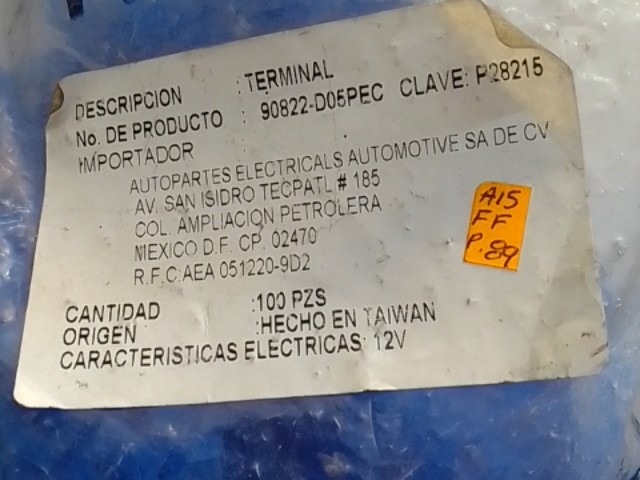 DESCRIPCION : TERMINAL
No. DE PRODUCTO : 90822-D05PEC CLAVE: P28215
IMPORTADOR :
AUTOPARTES ELECTRICALS AUTOMOTIVE SA DE CV
AV. SAN ISIDRO TECPATL # 185
COL. AMPLIACION PETROLERA
MEXICO D.F. CP. 02470
R.F.C:AEA 051220-9D2
CANTIDAD :100 PZS
ORIGEN :HECHO EN TAIWAN
CARACTERISTICAS ELECTRICAS: 12V
A15
FF
P.89